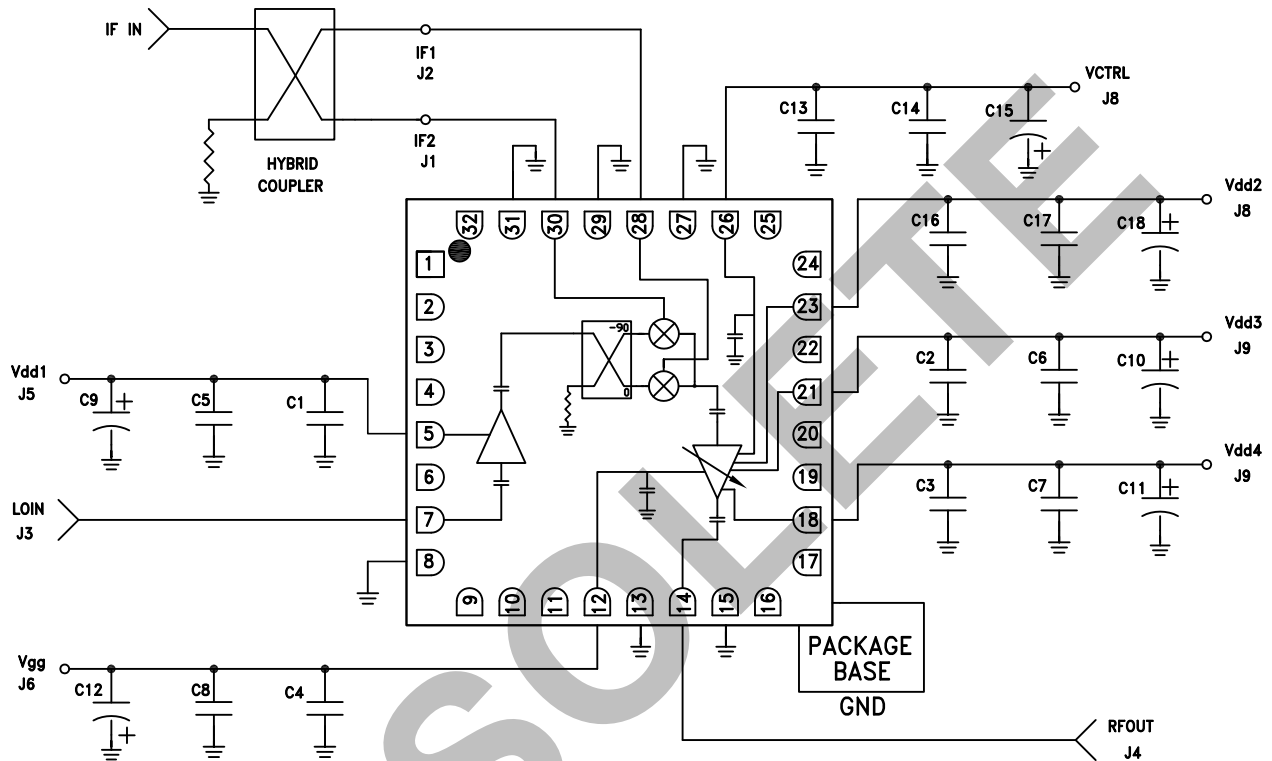 IF IN
IF1
J2
IF2
J1
HYBRID
COUPLER
VCTRL
J8
C13
C14
C15
+
Vdd2
J8
C16
C17
C18
+
Vdd3
J9
C2
C6
C10
+
Vdd4
J9
C3
C7
C11
+
Vdd1
J5
C9
+
C5
C1
LOIN
J3
Vgg
J6
C12
+
C8
C4
32
31
30
29
28
27
26
25
1
2
3
4
5
6
7
8
24
23
22
21
20
19
18
17
9
10
11
12
13
14
15
16
-90
0
PACKAGE
BASE
GND
RFOUT
J4
SOLETE